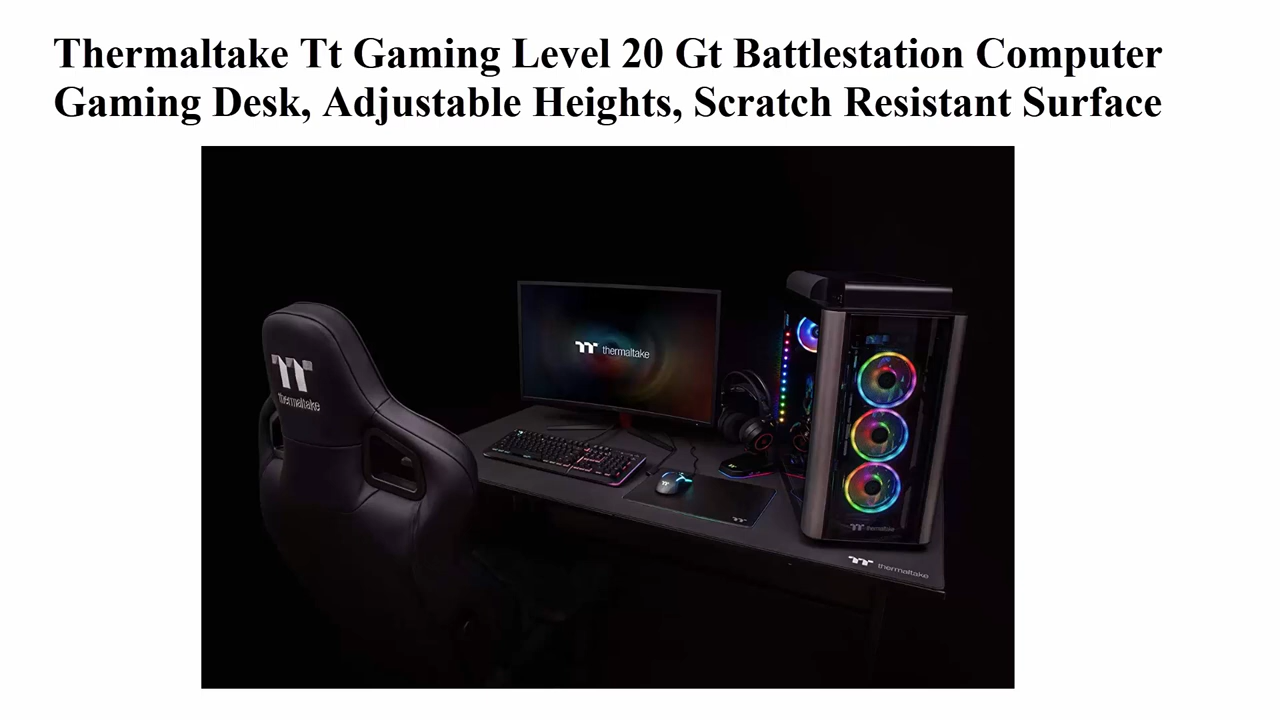 Thermaltake Tt Gaming Level 20 Gt Battlestation Computer
Gaming Desk, Adjustable Heights, Scratch Resistant Surface
thermaltake
thermaltake
thermaltake
thermaltake